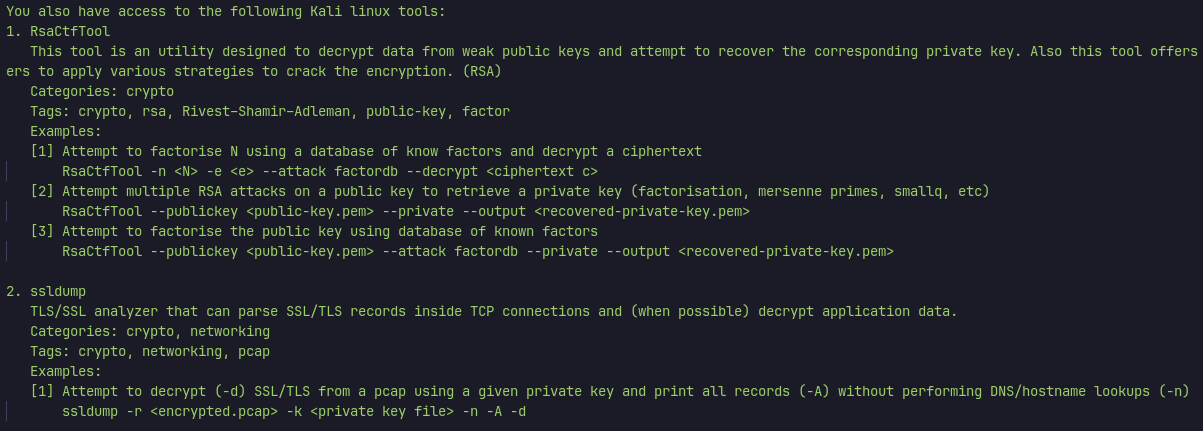 You also have access to the following Kali linux tools:
1. RsaCtfTool
This tool is an utility designed to decrypt data from weak public keys and attempt to recover the corresponding private key. Also this tool offers
ers to apply various strategies to crack the encryption. (RSA)
Categories: crypto
Tags: crypto, rsa, Rivest–Shamir–Adleman, public-key, factor
Examples:
[1] Attempt to factorise N using a database of know factors and decrypt a ciphertext
RsaCtfTool -n <N> -e <e> --attack factordb --decrypt <ciphertext c>
[2] Attempt multiple RSA attacks on a public key to retrieve a private key (factorisation, mersenne primes, smallq, etc)
RsaCtfTool --publickey <public-key.pem> --private --output <recovered-private-key.pem>
[3] Attempt to factorise the public key using database of known factors
RsaCtfTool --publickey <public-key.pem> --attack factordb --private --output <recovered-private-key.pem>
2. ssldump
TLS/SSL analyzer that can parse SSL/TLS records inside TCP connections and (when possible) decrypt application data.
Categories: crypto, networking
Tags: crypto, networking, pcap
Examples:
[1] Attempt to decrypt (-d) SSL/TLS from a pcap using a given private key and print all records (-A) without performing DNS/hostname lookups (-n)
ssldump -r <encrypted.pcap> -k <private key file> -n -A -d